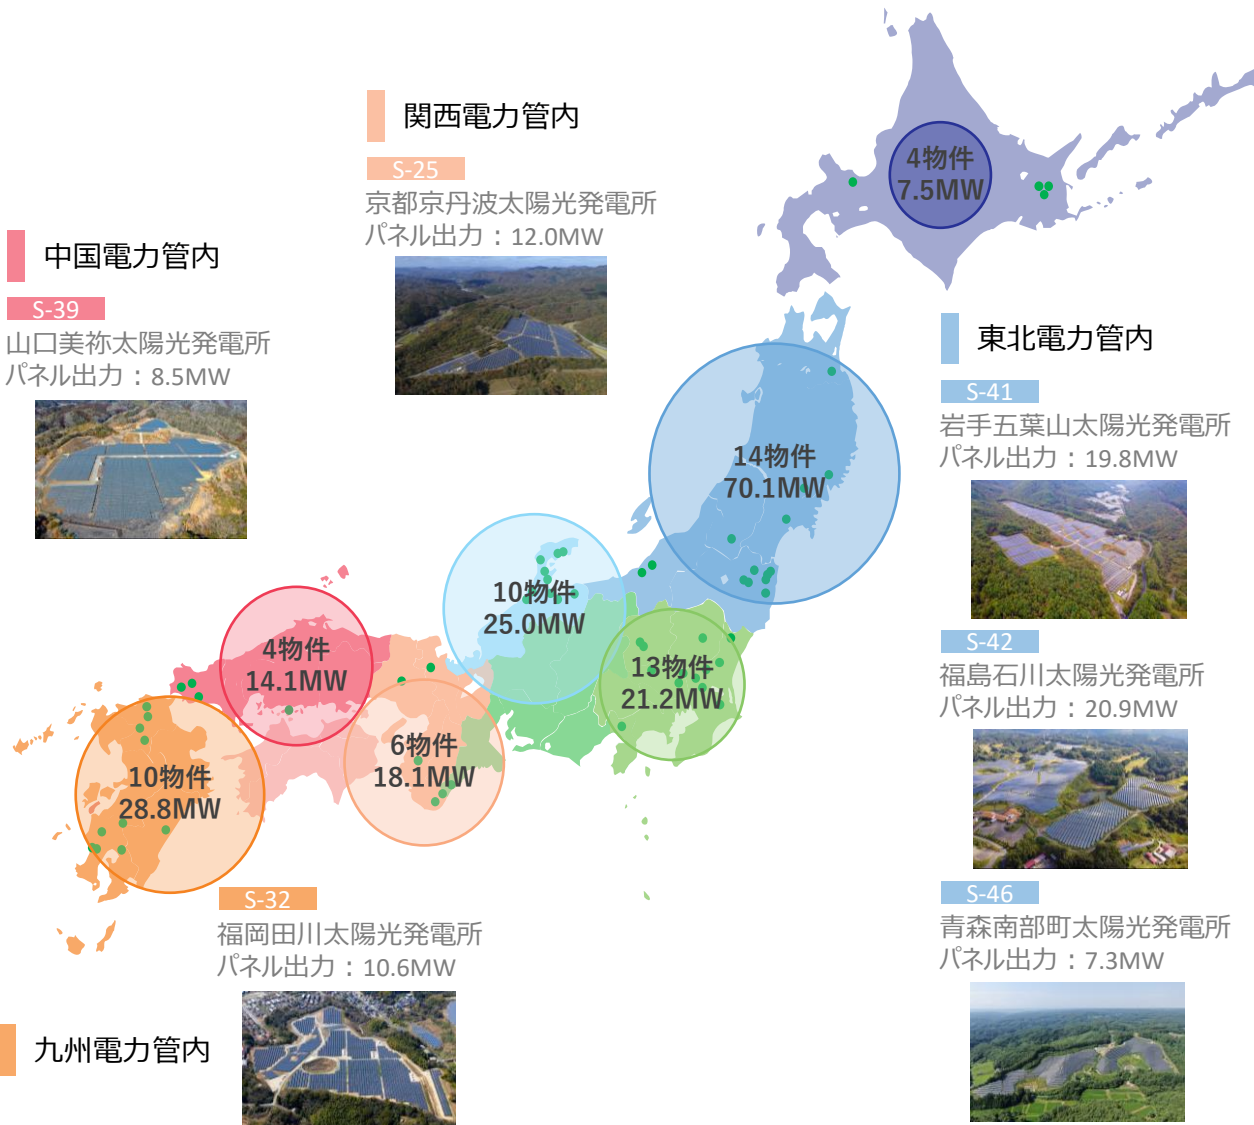 関西電力管内
S-25
京都京丹波太陽光発電所
パネル出力：12.0MW
中国電力管内
S-39
山口美祢太陽光発電所
パネル出力：8.5MW
4物件
7.5MW
東北電力管内
S-41
岩手五葉山太陽光発電所
パネル出力：19.8MW
S-42
福島石川太陽光発電所
パネル出力：20.9MW
S-46
青森南部町太陽光発電所
パネル出力：7.3MW
14物件
70.1MW
10物件
25.0MW
13物件
21.2MW
4物件
14.1MW
6物件
18.1MW
10物件
28.8MW
S-32
福岡田川太陽光発電所
パネル出力：10.6MW
九州電力管内